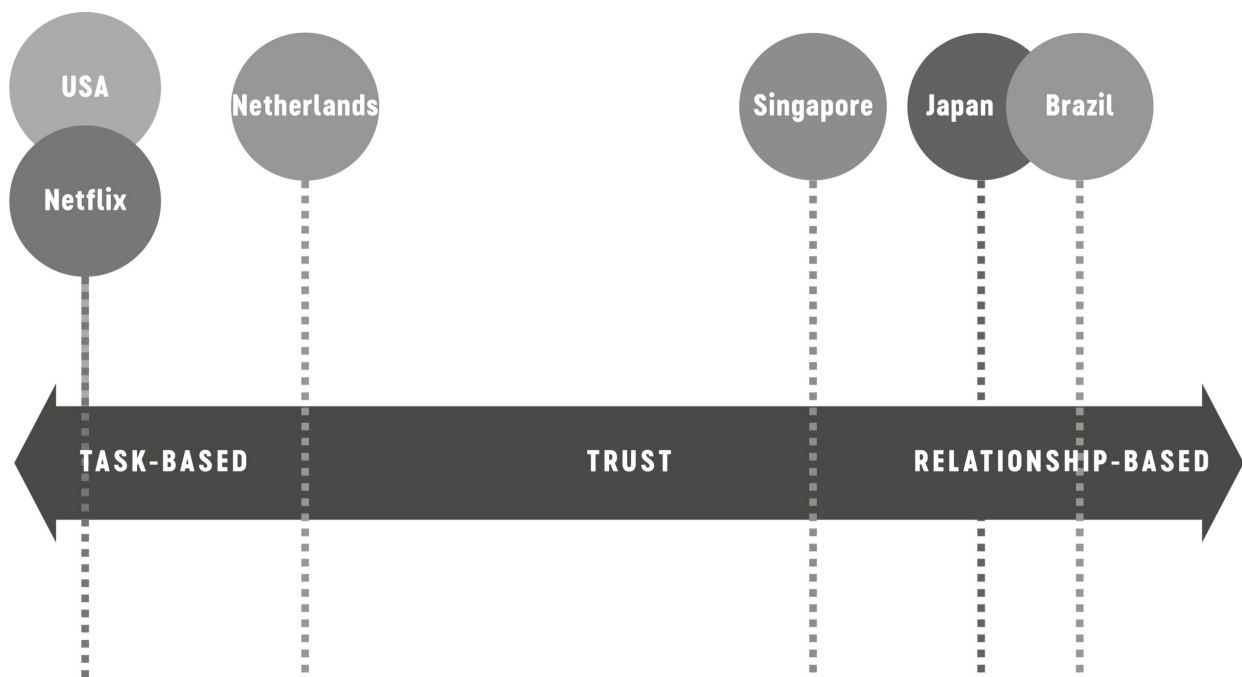 USA
Netflix
Netherlands
Singapore
Japan
Brazil
TASK-BASED
TRUST
RELATIONSHIP-BASED